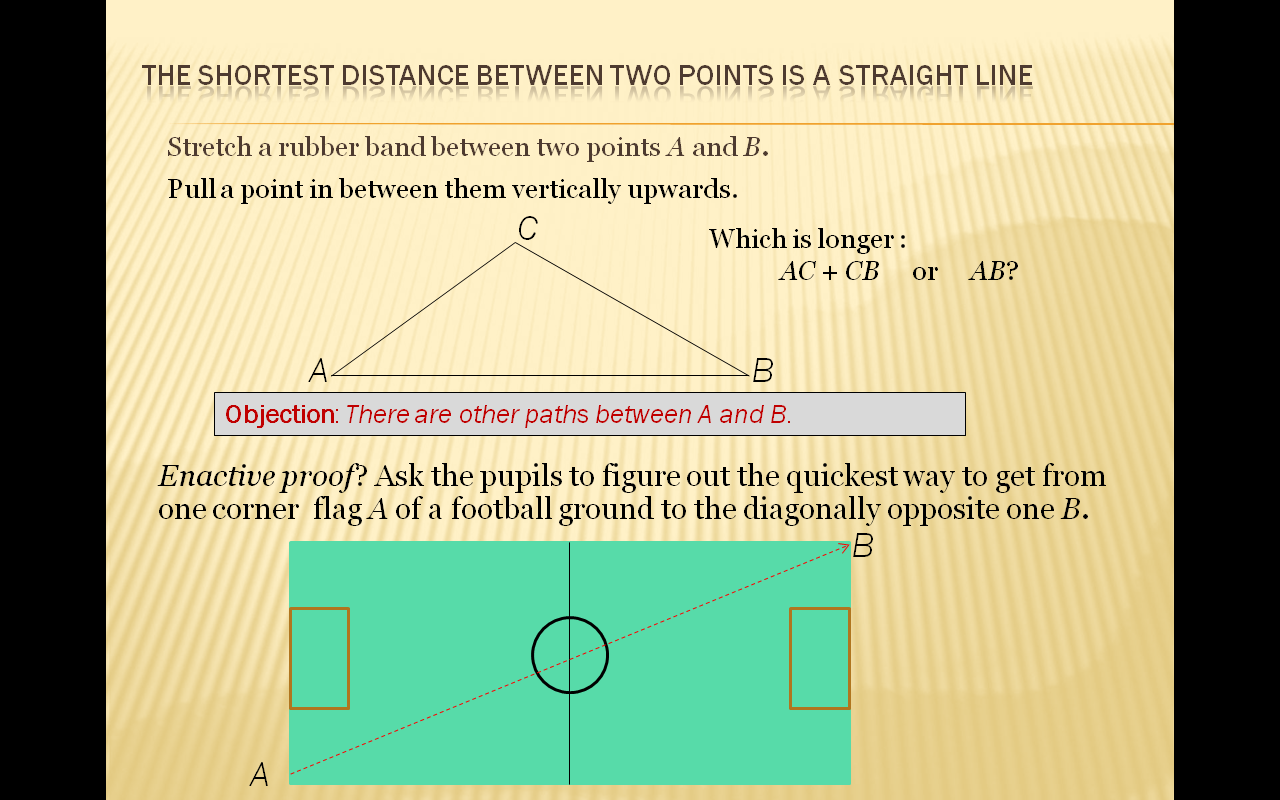 THE SHORTEST DISTANCE BETWEEN TWO POINTS IS A STRAIGHT LINE
Stretch a rubber band between two points A and B.
Pull a point in between them vertically upwards.
C
Which is longer :
AC + CB or AB?
A
B
Objection: There are other paths between A and B.
Enactive proof? Ask the pupils to figure out the quickest way to get from
one corner flag A of a football ground to the diagonally opposite one B.
B
A